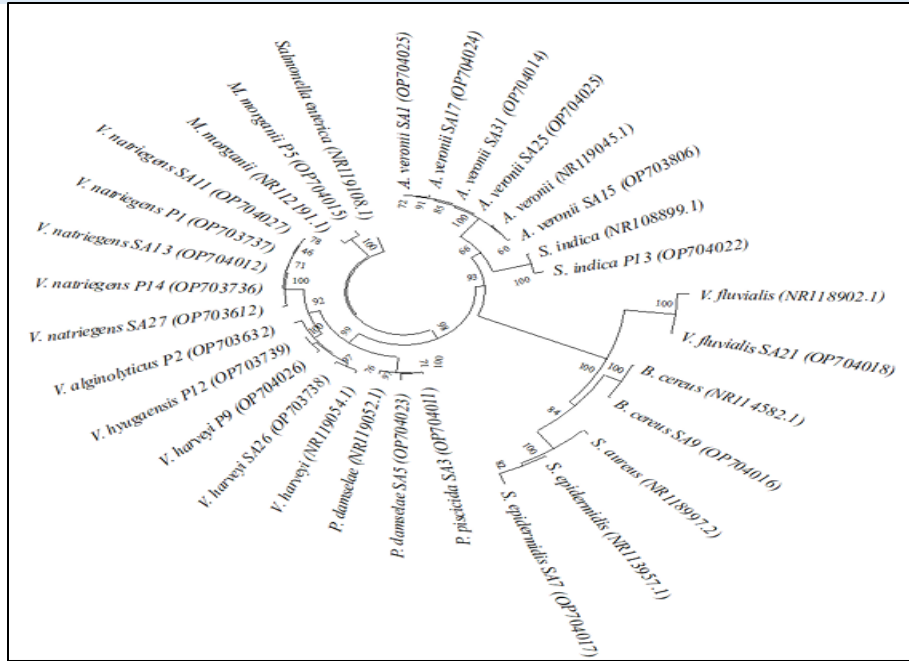 Salmonella enterica (NR119108.1)
A. veronii SA1 (OP704025)
A. veronii SA17 (OP704024)
A. veronii SA31 (OP704014)
A. veronii SA25 (OP704025)
A. veronii (NR119045.1)
A. veronii SA15 (OP703806)
S. indica (NR108899.1)
S. indica P13 (OP704022)
V. fluvialis (NR118902.1)
V. fluvialis SA21 (OP704018)
B. cereus (NR114582.1)
B. cereus SA9 (OP704016)
S. aureus (NR118997.2)
S. epidermidis (NR113957.1)
S. epidermidis SA7 (OP704017)
P. piscicida SA3 (OP704011)
P. damselae SA5 (OP704023)
P. damselae (NR119052.1)
V. harveyi (NR119054.1)
V. harveyi SA26 (OP703738)
V. harveyi P9 (OP704026)
V. hyugaensis P12 (OP703739)
V. alginolyticus P2 (OP703632)
V. natriegens SA27 (OP703612)
V. natriegens P14 (OP703736)
V. natriegens SA13 (OP704012)
V. natriegens P1 (OP703737)
V. natriegens SA11 (OP704027)
M. morganii (NR112191.1)
M. morganii P5 (OP704015)
72
91
85
100
60
66
100
93
100
100
100
84
100
92
100
78
46
71
100
92